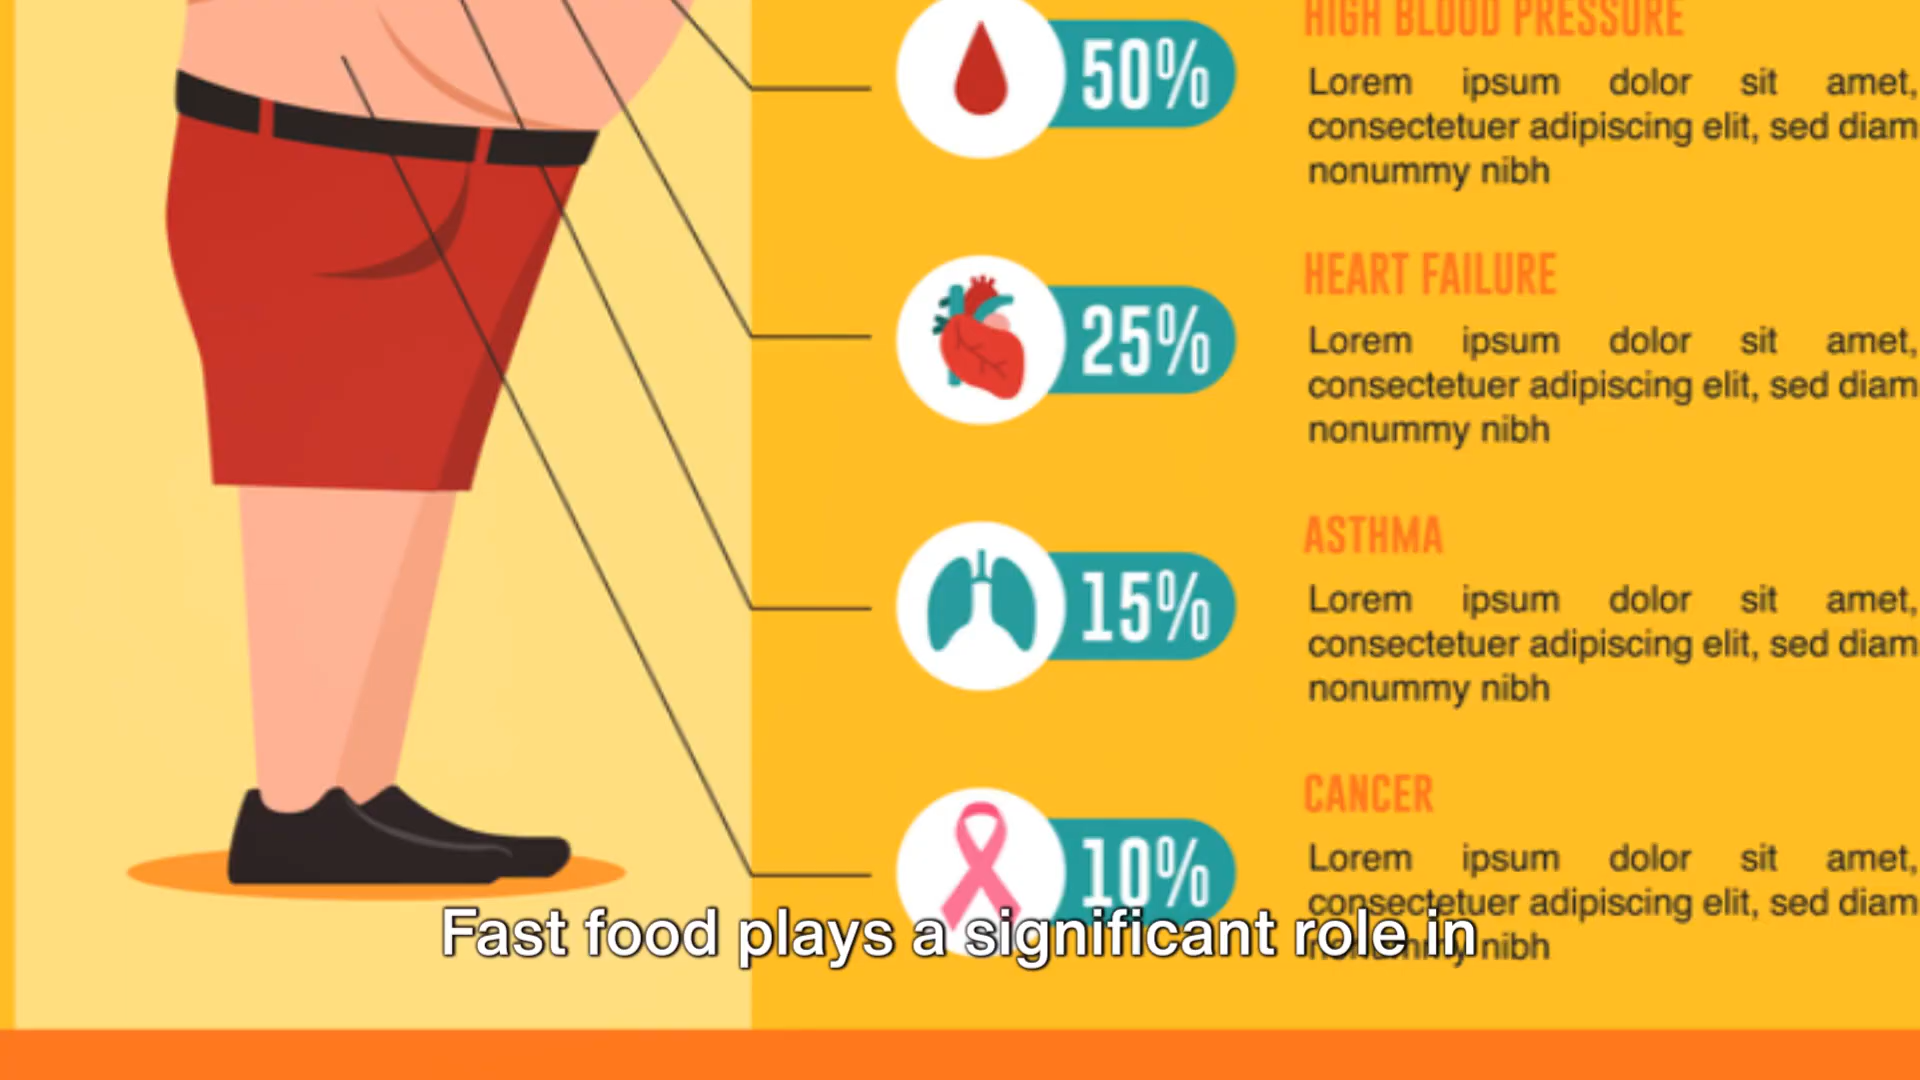 HIGH BLOOD PRESSURE
50%
Lorem ipsum dolor sit amet,
consectetuer adipiscing elit, sed diam
nonummy nibh
HEART FAILURE
25%
Lorem ipsum dolor sit amet,
consectetuer adipiscing elit, sed diam
nonummy nibh
ASTHMA
15%
Lorem ipsum dolor sit amet,
consectetuer adipiscing elit, sed diam
nonummy nibh
CANCER
10%
Lorem ipsum dolor sit amet,
consectetuer adipiscing elit, sed diam
nonummy nibh
Fast food plays a significant role in